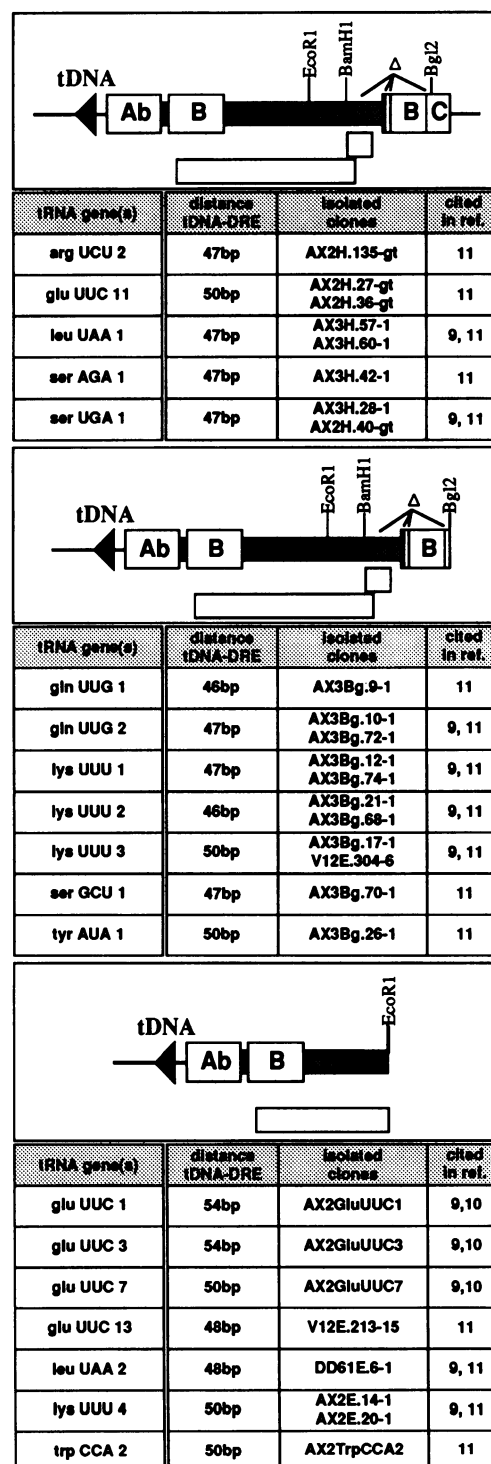 EcoR1 BamH1 Δ Bgl2
tDNA
Ab B B C
tRNA gene(s) distance tDNA-DRE isolated clones cited in ref.
arg UCU 2 47bp AX2H.135-gt 11
glu UUC 11 50bp AX2H.27-gt AX2H.36-gt 11
leu UAA 1 47bp AX3H.57-1 AX3H.60-1 9, 11
ser AGA 1 47bp AX3H.42-1 11
ser UGA 1 47bp AX3H.28-1 AX2H.40-gt 9, 11
EcoR1 BamH1 Δ Bgl2
tDNA
Ab B B
tRNA gene(s) distance tDNA-DRE isolated clones cited in ref.
gln UUG 1 46bp AX3Bg.9-1 11
gln UUG 2 47bp AX3Bg.10-1 AX3Bg.72-1 9, 11
lys UUU 1 47bp AX3Bg.12-1 AX3Bg.74-1 9, 11
lys UUU 2 46bp AX3Bg.21-1 AX3Bg.68-1 9, 11
lys UUU 3 50bp AX3Bg.17-1 V12E.304-6 9, 11
ser GCU 1 47bp AX3Bg.70-1 11
tyr AUA 1 50bp AX3Bg.26-1 11
EcoR1
tDNA
Ab B
tRNA gene(s) distance tDNA-DRE isolated clones cited in ref.
glu UUC 1 54bp AX2GluUUC1 9,10
glu UUC 3 54bp AX2GluUUC3 9,10
glu UUC 7 50bp AX2GluUUC7 9,10
glu UUC 13 48bp V12E.213-15 11
leu UAA 2 48bp DD61E.6-1 9, 11
lys UUU 4 50bp AX2E.14-1 AX2E.20-1 9, 11
trp CCA 2 50bp AX2TrpCCA2 11